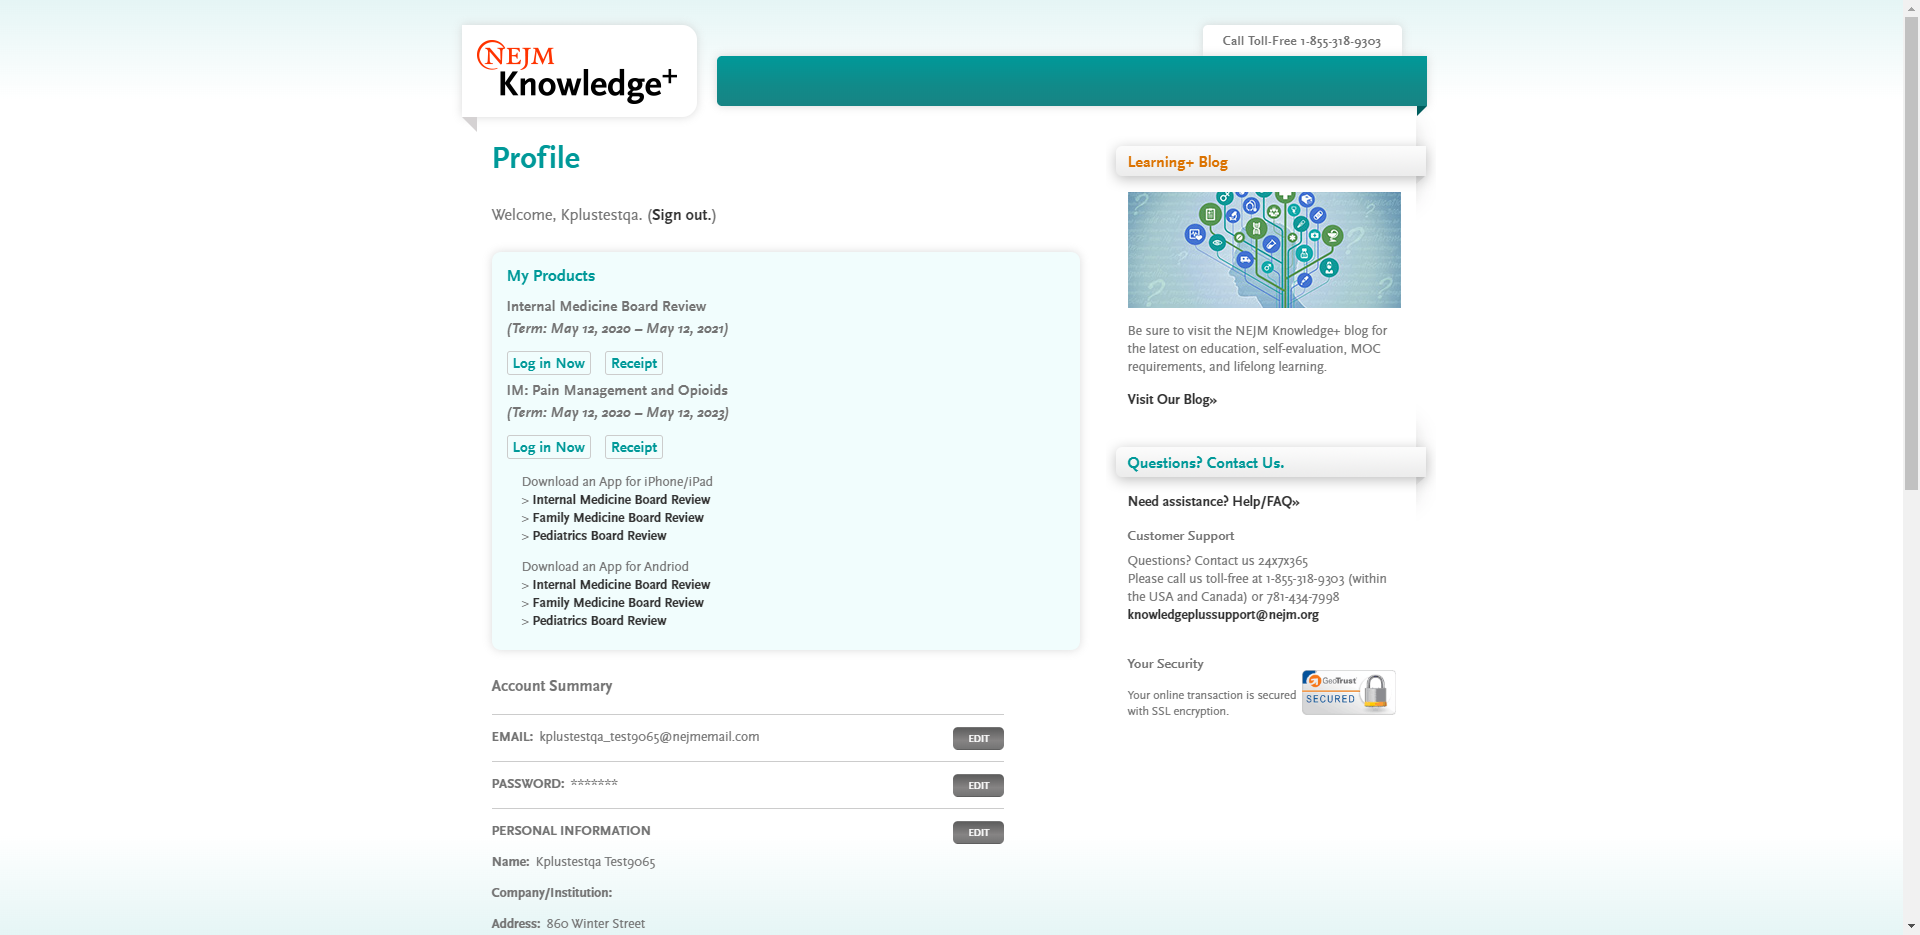 Call Toll-Free 1-855-318-9303
NEJM
Knowledge+
Profile
Welcome, Kplustestqa. (Sign out.)
My Products
Internal Medicine Board Review
(Term: May 12, 2020 – May 12, 2021)
Log in Now Receipt
IM: Pain Management and Opioids
(Term: May 12, 2020 – May 12, 2023)
Log in Now Receipt
Download an App for iPhone/iPad
> Internal Medicine Board Review
> Family Medicine Board Review
> Pediatrics Board Review
Download an App for Andriod
> Internal Medicine Board Review
> Family Medicine Board Review
> Pediatrics Board Review
Account Summary
EMAIL: kplustestqa_test9065@nejmemail.com EDIT
PASSWORD: ******* EDIT
PERSONAL INFORMATION EDIT
Name: Kplustestqa Test9065
Company/Institution:
Address: 860 Winter Street
Learning+ Blog
Be sure to visit the NEJM Knowledge+ blog for
the latest on education, self-evaluation, MOC
requirements, and lifelong learning.
Visit Our Blog»
Questions? Contact Us.
Need assistance? Help/FAQ»
Customer Support
Questions? Contact us 24x7x365
Please call us toll-free at 1-855-318-9303 (within
the USA and Canada) or 781-434-7998
knowledgeplussupport@nejm.org
Your Security
Your online transaction is secured
with SSL encryption.
GeoTrust
SECURED